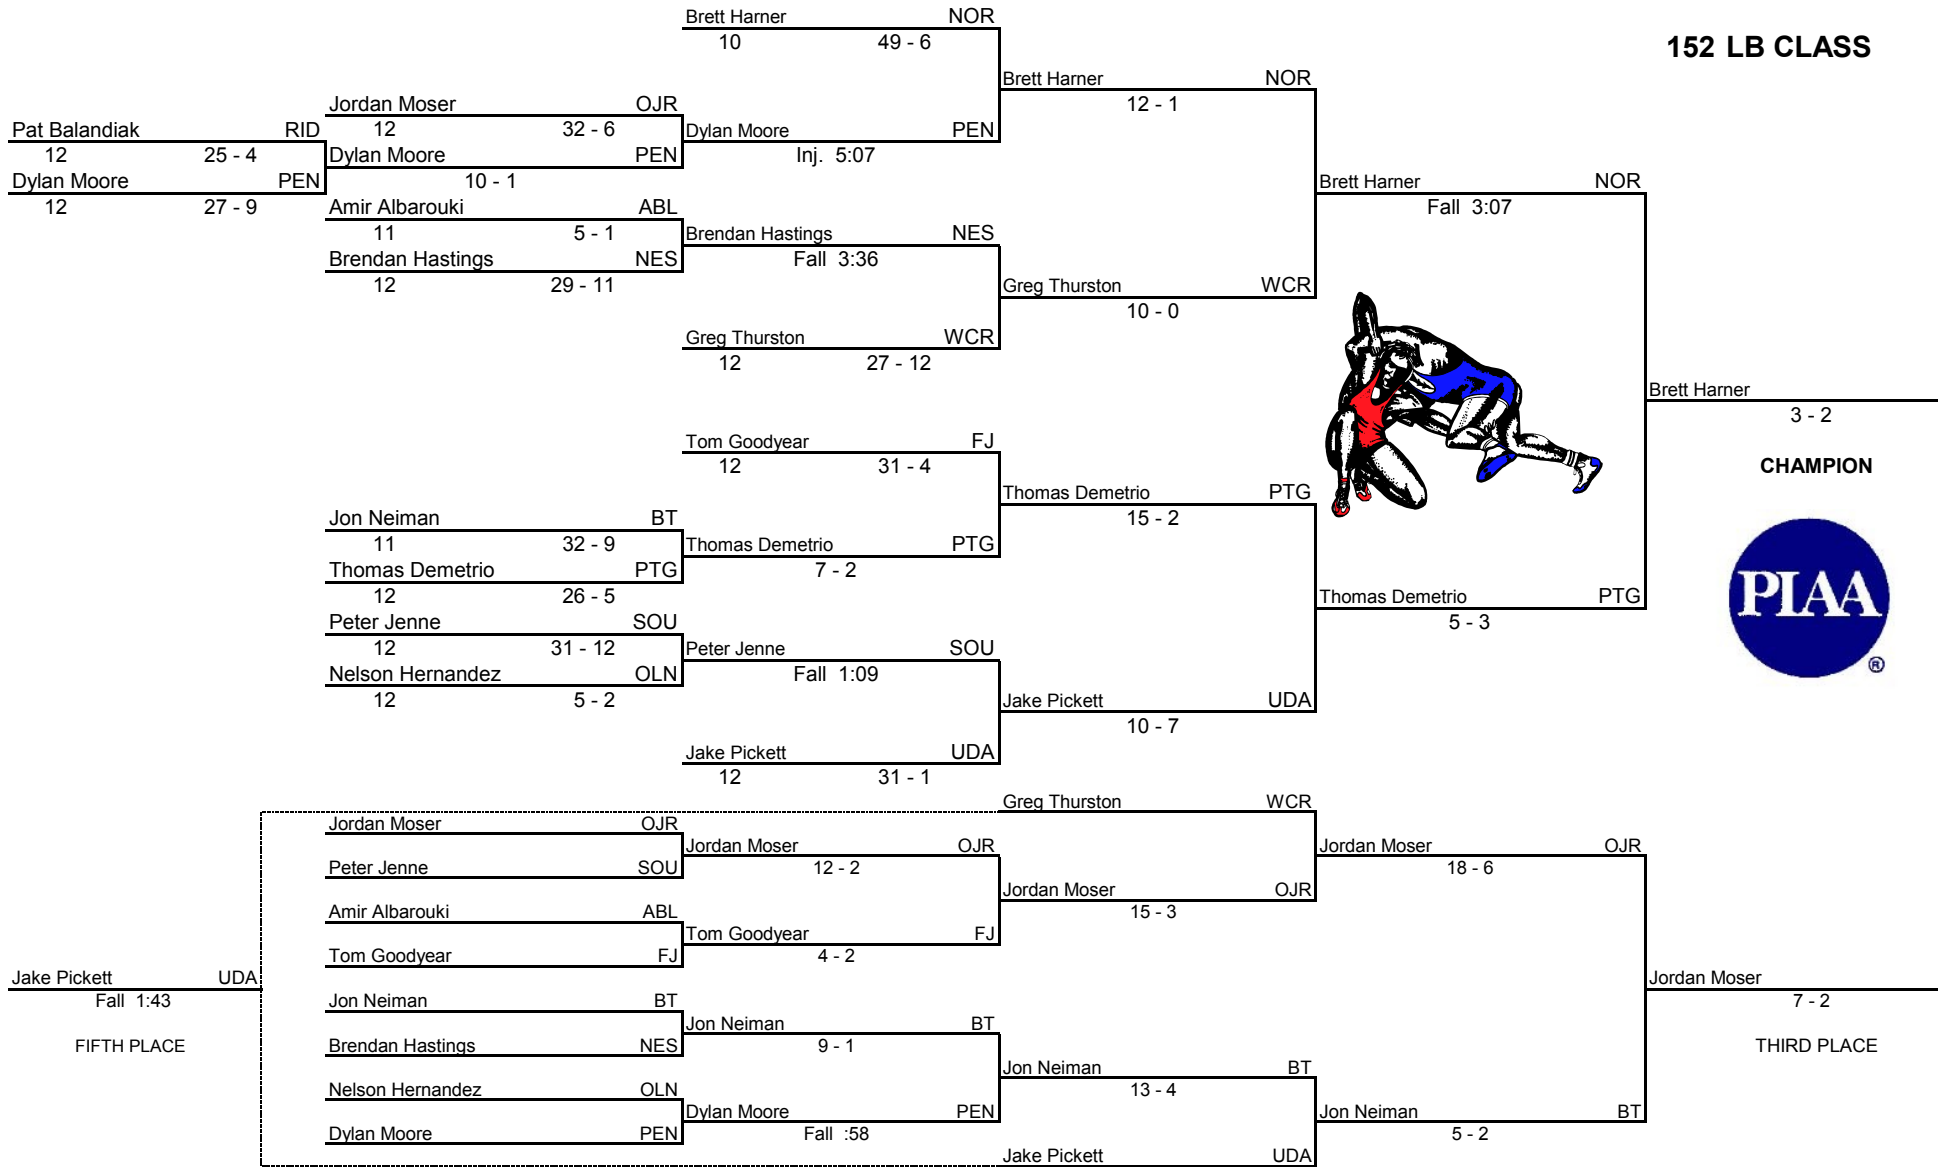 152 LB CLASS
Brett Harner NOR
10 49 - 6
Brett Harner NOR
12 - 1
Jordan Moser OJR
12 32 - 6
Pat Balandiak RID
12 25 - 4
Dylan Moore PEN
Inj. 5:07
Dylan Moore PEN
10 - 1
Dylan Moore PEN
12 27 - 9
Brett Harner NOR
Fall 3:07
Amir Albarouki ABL
11 5 - 1
Brendan Hastings NES
Fall 3:36
Brendan Hastings NES
12 29 - 11
Greg Thurston WCR
10 - 0
Greg Thurston WCR
12 27 - 12
Brett Harner
3 - 2
CHAMPION
Tom Goodyear FJ
12 31 - 4
Thomas Demetrio PTG
15 - 2
Jon Neiman BT
11 32 - 9
Thomas Demetrio PTG
7 - 2
Thomas Demetrio PTG
12 26 - 5
Thomas Demetrio PTG
5 - 3
PIAA
®
Peter Jenne SOU
12 31 - 12
Peter Jenne SOU
Fall 1:09
Nelson Hernandez OLN
12 5 - 2
Jake Pickett UDA
10 - 7
Jake Pickett UDA
12 31 - 1
Greg Thurston WCR
Jordan Moser OJR
Jordan Moser OJR
12 - 2
Peter Jenne SOU
Jordan Moser OJR
18 - 6
Jordan Moser OJR
15 - 3
Amir Albarouki ABL
Tom Goodyear FJ
4 - 2
Tom Goodyear FJ
Jake Pickett UDA
Fall 1:43
FIFTH PLACE
Jordan Moser
7 - 2
THIRD PLACE
Jon Neiman BT
Jon Neiman BT
9 - 1
Brendan Hastings NES
Jon Neiman BT
13 - 4
Nelson Hernandez OLN
Dylan Moore PEN
Fall :58
Dylan Moore PEN
Jon Neiman BT
5 - 2
Jake Pickett UDA